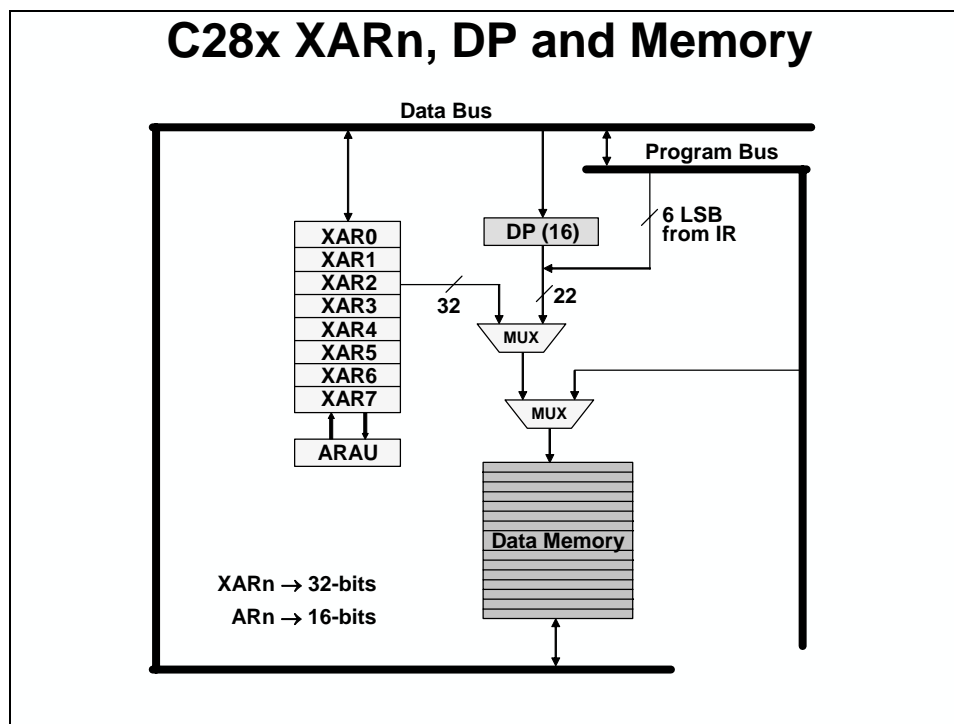 C28x XARn, DP and Memory
Data Bus
Program Bus
6 LSB
from IR
DP (16)
XAR0
XAR1
XAR2
XAR3
XAR4
XAR5
XAR6
XAR7
32
22
MUX
MUX
ARAU
Data Memory
XARn → 32-bits
ARn → 16-bits